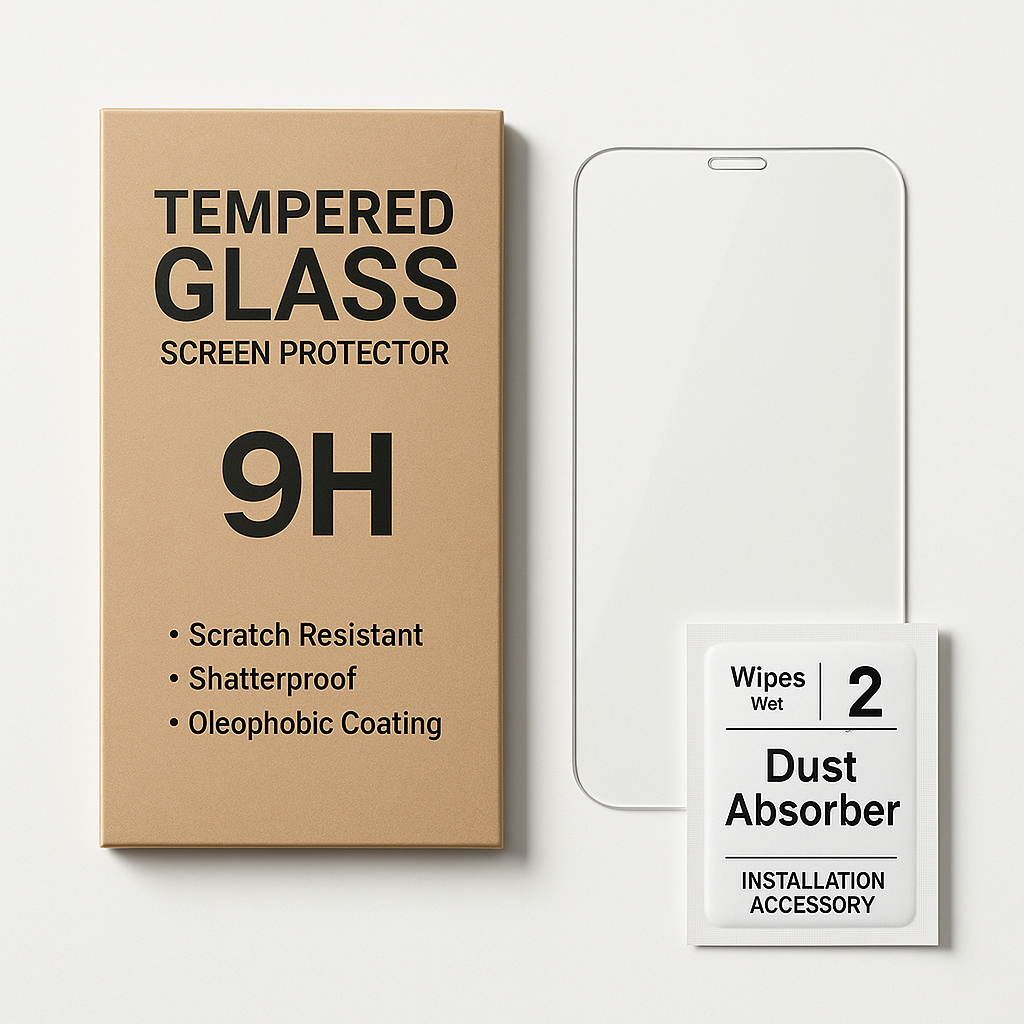 TEMPERED
GLASS
SCREEN PROTECTOR
9H
• Scratch Resistant
• Shatterproof
• Oleophobic Coating
Wipes
Wet
2
Dust
Absorber
INSTALLATION
ACCESSORY